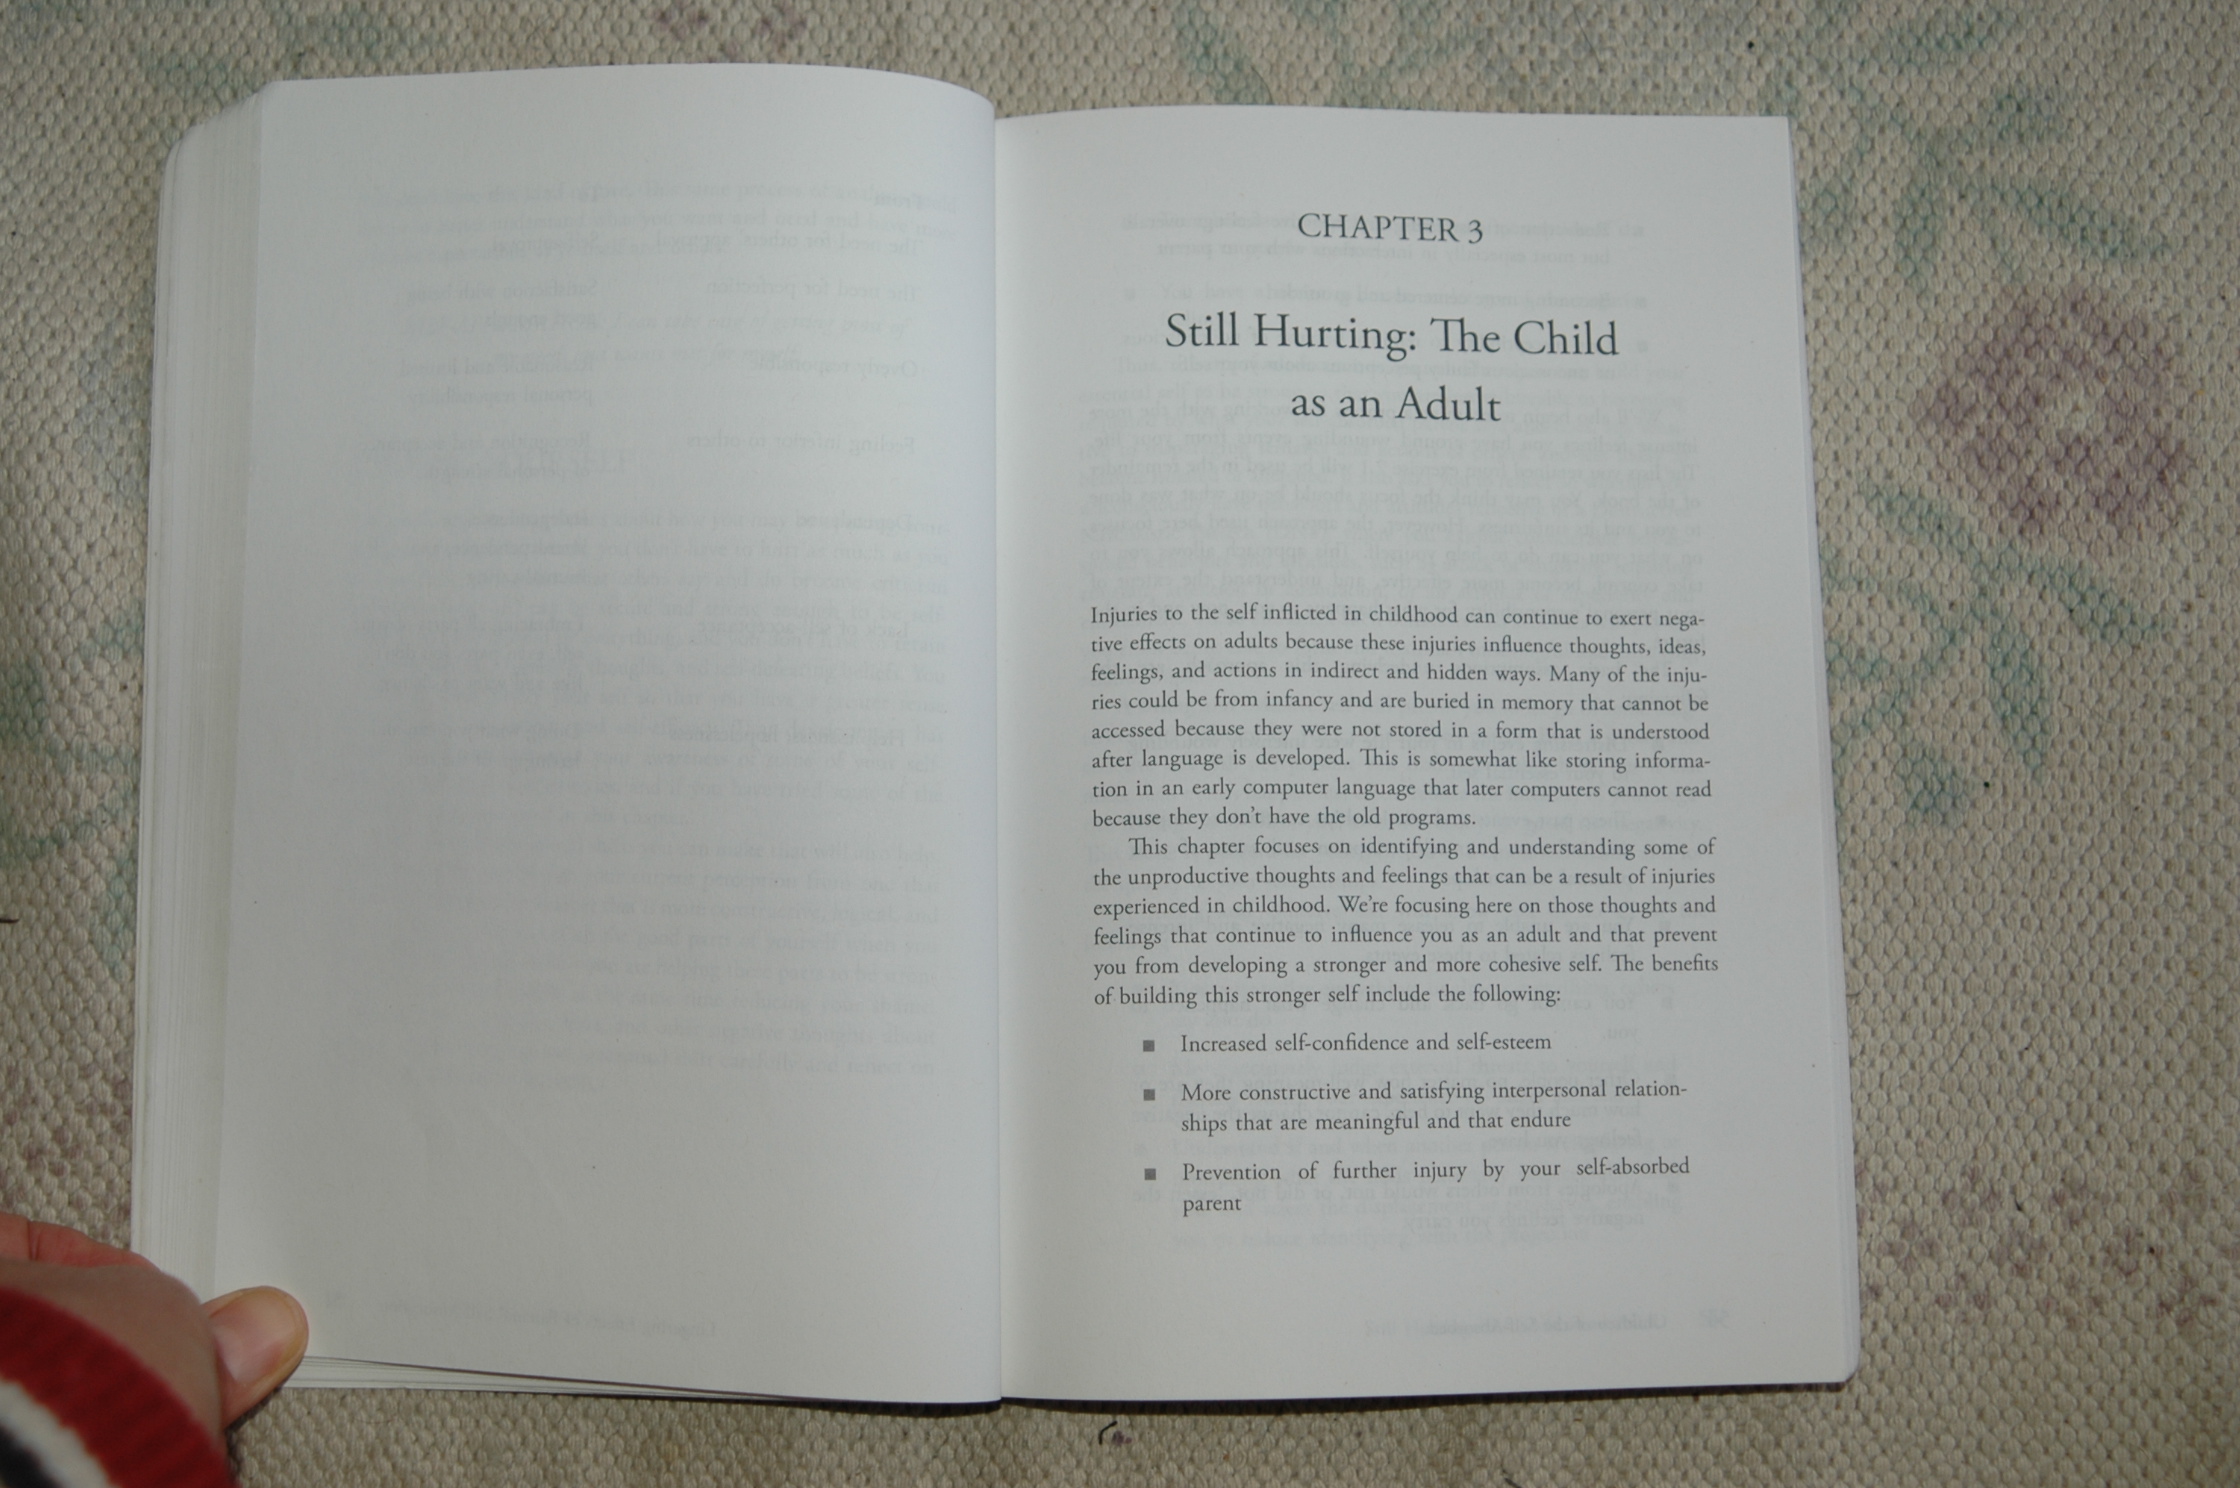 CHAPTER 3
Still Hurting: The Child
as an Adult
Injuries to the self inflicted in childhood can continue to exert nega-
tive effects on adults because these injuries influence thoughts, ideas,
feelings, and actions in indirect and hidden ways. Many of the inju-
ries could be from infancy and are buried in memory that cannot be
accessed because they were not stored in a form that is understood
after language is developed. This is somewhat like storing informa-
tion in an early computer language that later computers cannot read
because they don't have the old programs.
This chapter focuses on identifying and understanding some of
the unproductive thoughts and feelings that can be a result of injuries
experienced in childhood. We're focusing here on those thoughts and
feelings that continue to influence you as an adult and that prevent
you from developing a stronger and more cohesive self. The benefits
of building this stronger self include the following:
■ Increased self-confidence and self-esteem
■ More constructive and satisfying interpersonal relation-
ships that are meaningful and that endure
■ Prevention of further injury by your self-absorbed
parent